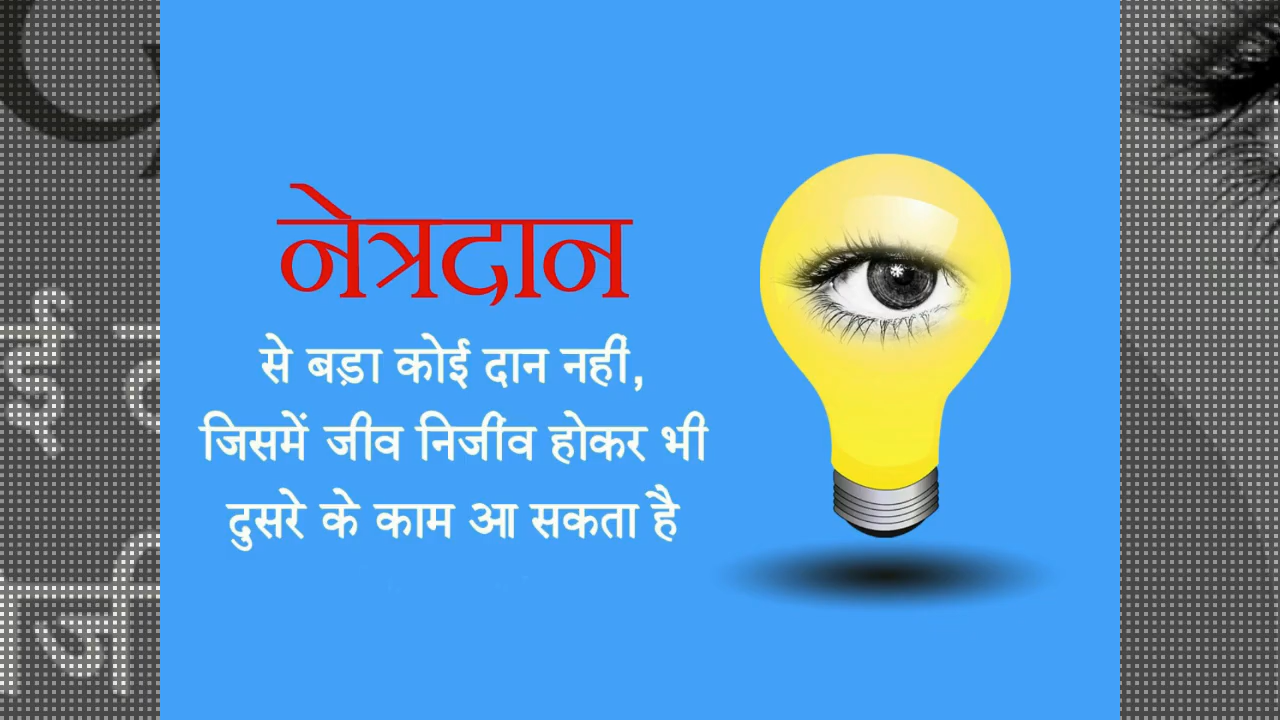 नेत्रदान
से बड़ा कोई दान नहीं,
जिसमें जीव निर्जीव होकर भी
दुसरे के काम आ सकता है